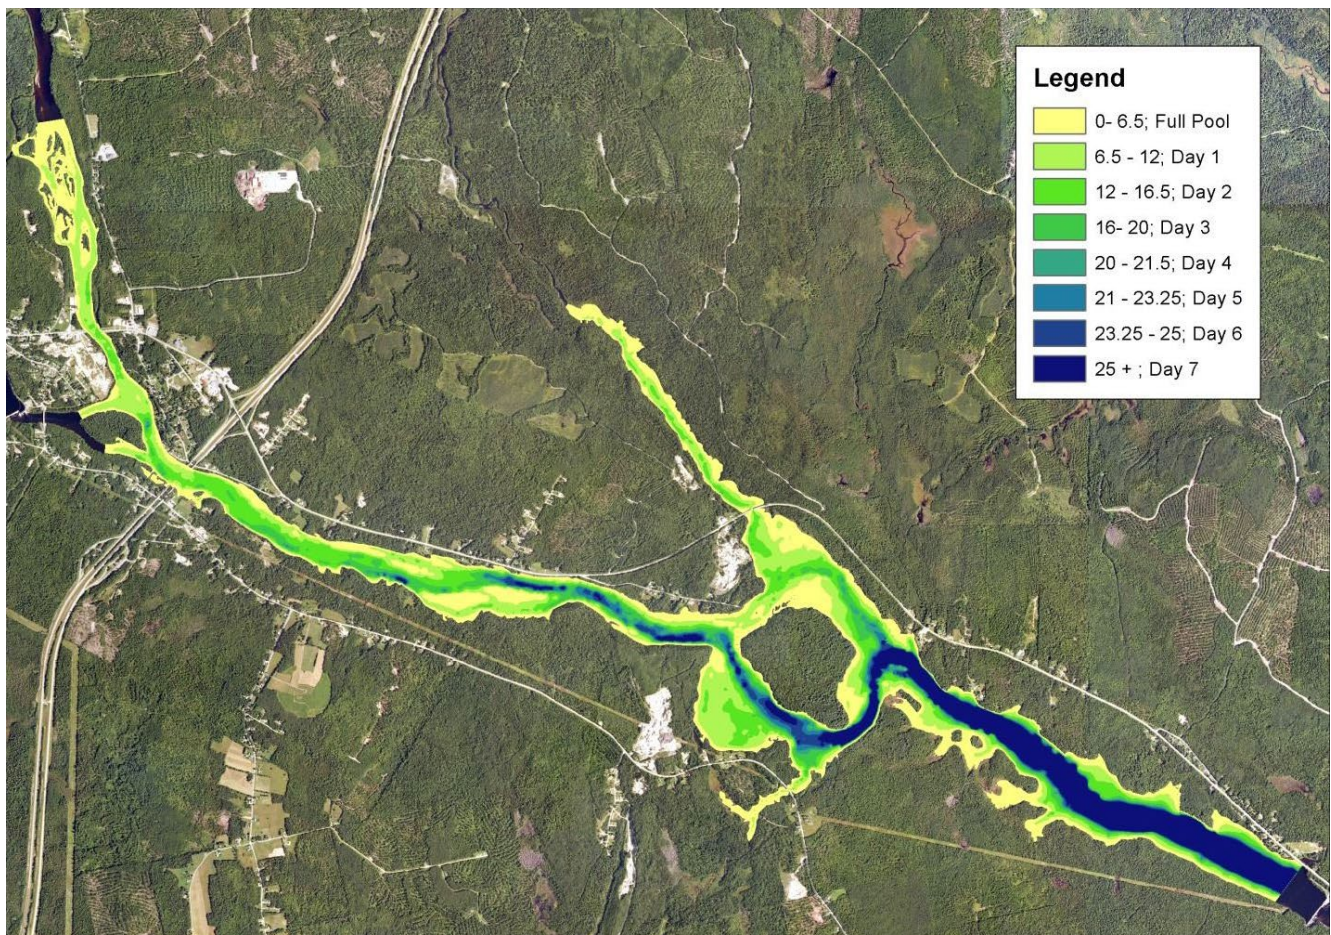 Legend
0- 6.5; Full Pool
6.5 - 12; Day 1
12 - 16.5; Day 2
16- 20; Day 3
20 - 21.5; Day 4
21 - 23.25; Day 5
23.25 - 25; Day 6
25 + ; Day 7